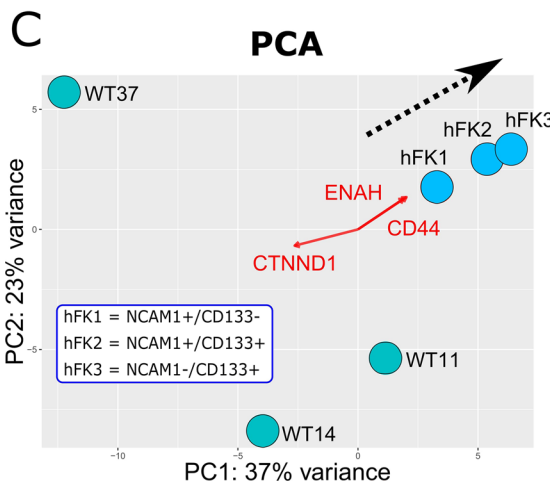 C
PCA
WT37
hFK3
hFK2
hFK1
ENAH
CD44
CTNND1
hFK1 = NCAM1+/CD133-
hFK2 = NCAM1+/CD133+
hFK3 = NCAM1-/CD133+
WT11
WT14
PC2: 23% variance
5
0
−5
−10
−5
0
5
PC1: 37% variance